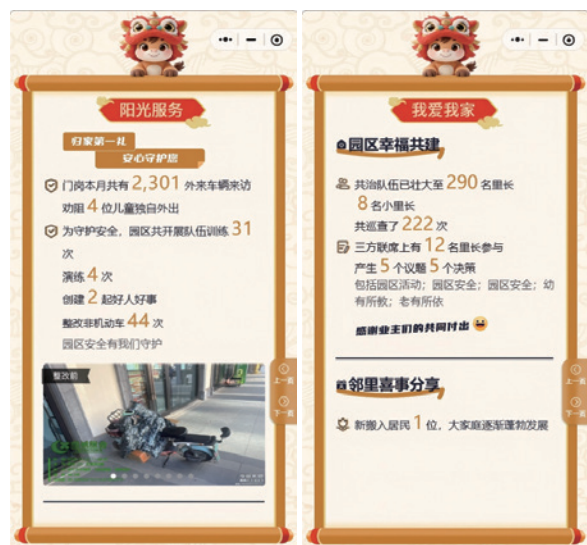 阳光服务
归家第一礼
安心守护您
门岗本月共有 2,301 外来车辆来访
劝阻 4 位儿童独自外出
为守护安全，园区共开展队伍训练 31
次
演练 4 次
创建 2 起好人好事
整改非机动车 44 次
园区安全有我们守护
整改前
上一篇
下一篇
我爱我家
园区幸福共建
共治队伍已壮大至 290 名里长
8 名小里长
共巡查了 222 次
三方联席上有 12 名里长参与
产生 5 个议题 5 个决策
包括园区活动；园区安全；园区安全；幼
有所教；老有所依
感谢业主们的共同付出
邻里喜事分享
新搬入居民 1 位，大家庭逐渐蓬勃发展
上一篇
下一篇